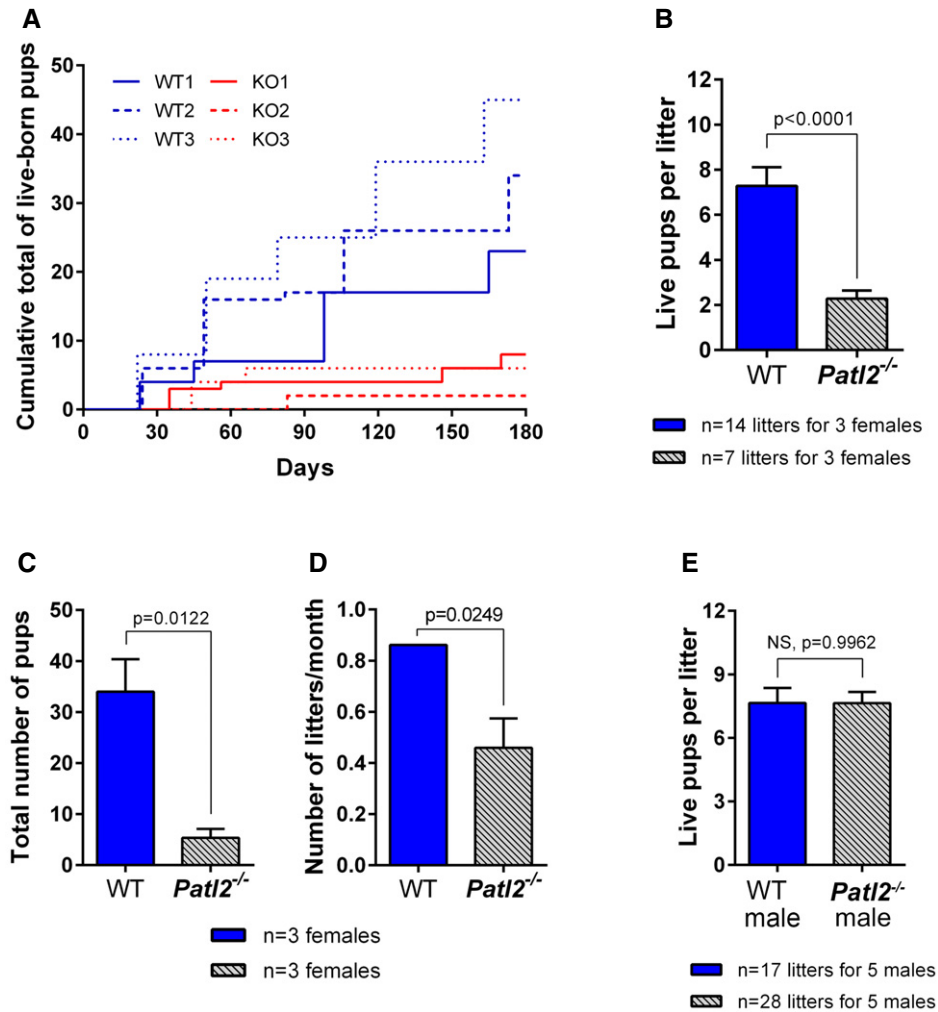 A
Cumulative total of live-born pups
50
40
30
20
10
0
WT1
KO1
WT2
KO2
WT3
KO3
0 30 60 90 120 150 180
Days
B
Live pups per litter
12
10
8
6
4
2
0
p<0.0001
WT Patl2-/-
n=14 litters for 3 females
n=7 litters for 3 females
C
Total number of pups
50
40
30
20
10
0
p=0.0122
WT Patl2-/-
D
Number of litters/month
1.0
0.8
0.6
0.4
0.2
0.0
p=0.0249
WT Patl2-/-
n=3 females
n=3 females
E
Live pups per litter
12
9
6
3
0
NS, p=0.9962
WT Patl2-/-
male male
n=17 litters for 5 males
n=28 litters for 5 males